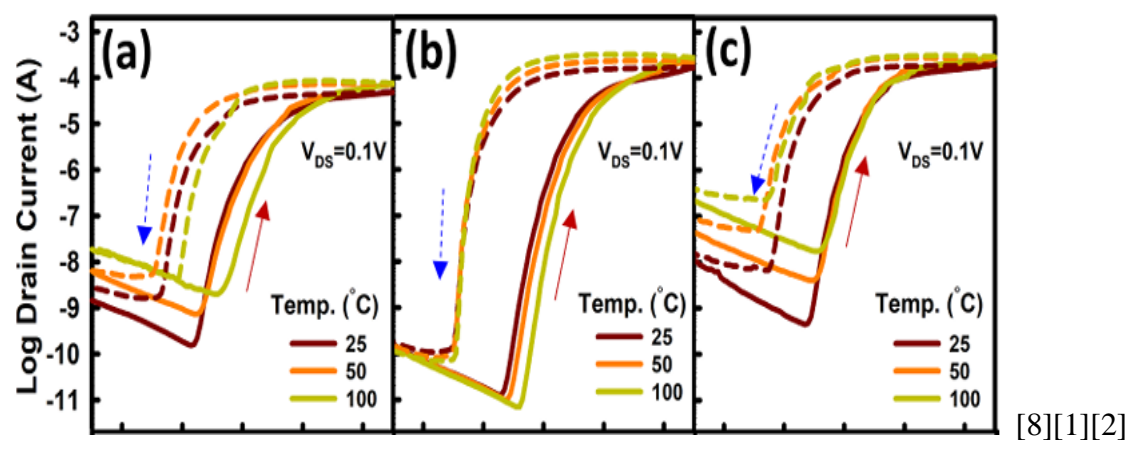 Log Drain Current (A)
-3
-4
-5
-6
-7
-8
-9
-10
-11
(a)
V_DS=0.1V
Temp. (°C)
25
50
100
(b)
V_DS=0.1V
Temp. (°C)
25
50
100
(c)
V_DS=0.1V
Temp. (°C)
25
50
100
[8][1][2]